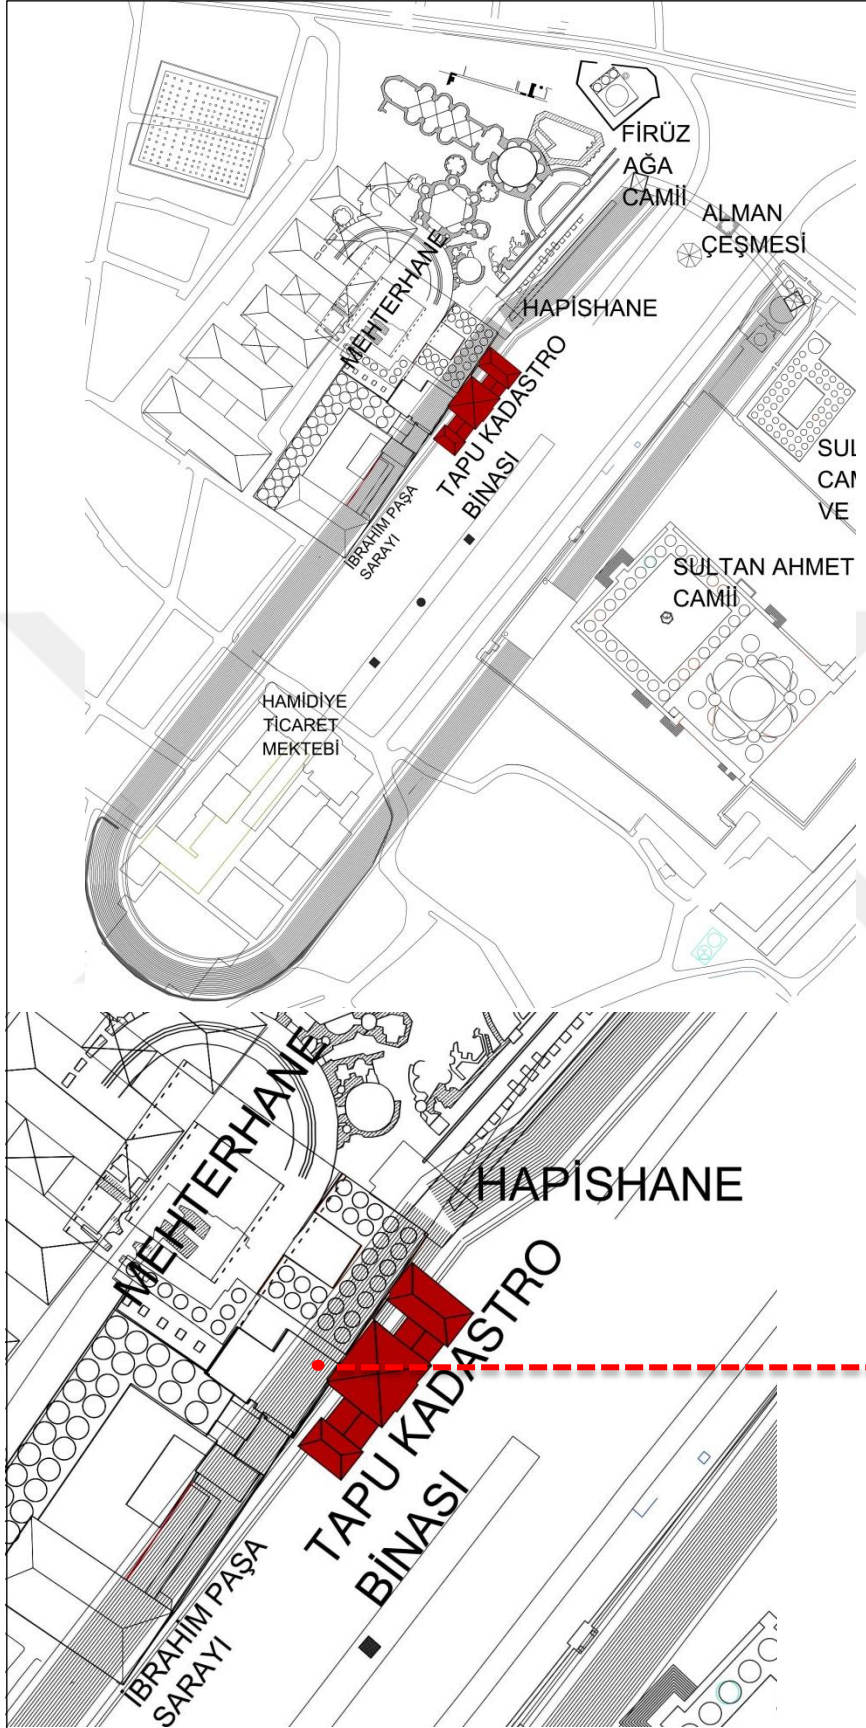 FİRÜZ
AĞA
CAMİİ
ALMAN
ÇEŞMESİ
MEHTERHANE
HAPİSHANE
TAPU KADASTRO
BİNASI
İBRAHİM PAŞA
SARAYI
SUL
CAM
VE
SULTAN AHMET
CAMİİ
HAMİDİYE
TİCARET
MEKTEBİ
MEHTERHANE
HAPİSHANE
TAPU KADASTRO
BİNASI
İBRAHİM PAŞA
SARAYI